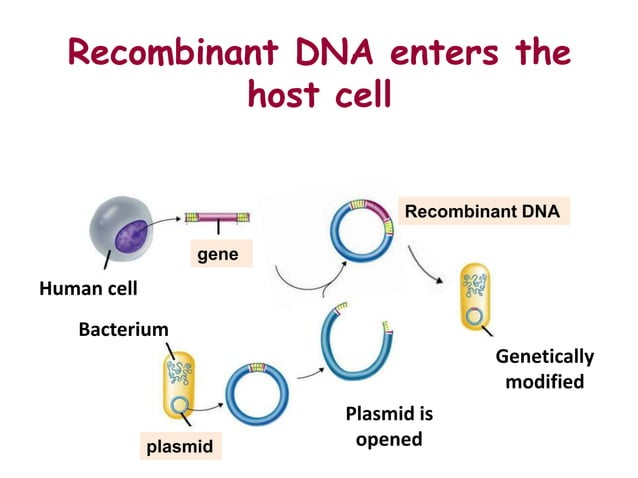 Recombinant DNA enters the
host cell
Recombinant DNA
gene
Human cell
Bacterium
Genetically
modified
Plasmid is
opened
plasmid